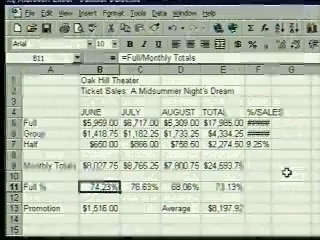 File Edit View Insert Format Tools Data Window Help
Arial 10 B I U
B11 =Full/Monthly Totals
A B C D E F G
1 Oak Hill Theater
2 Ticket Sales: A Midsummer Night's Dream
3
4 JUNE JULY AUGUST TOTAL %/SALES
5 Full $5,959.00 $6,717.00 $5,309.00 $17,985.00 #####
6 Group $1,418.75 $1,182.25 $1,733.25 $4,334.25 #####
7 Half $650.00 $866.00 $758.50 $2,274.50 9.25%
8
9 Monthly Totals $8,027.75 $8,765.25 $7,800.75 $24,593.75
10
11 Full % 74.23% 76.63% 68.06% 73.13%
12
13 Promotion $1,516.00 Average $8,197.92
14
15